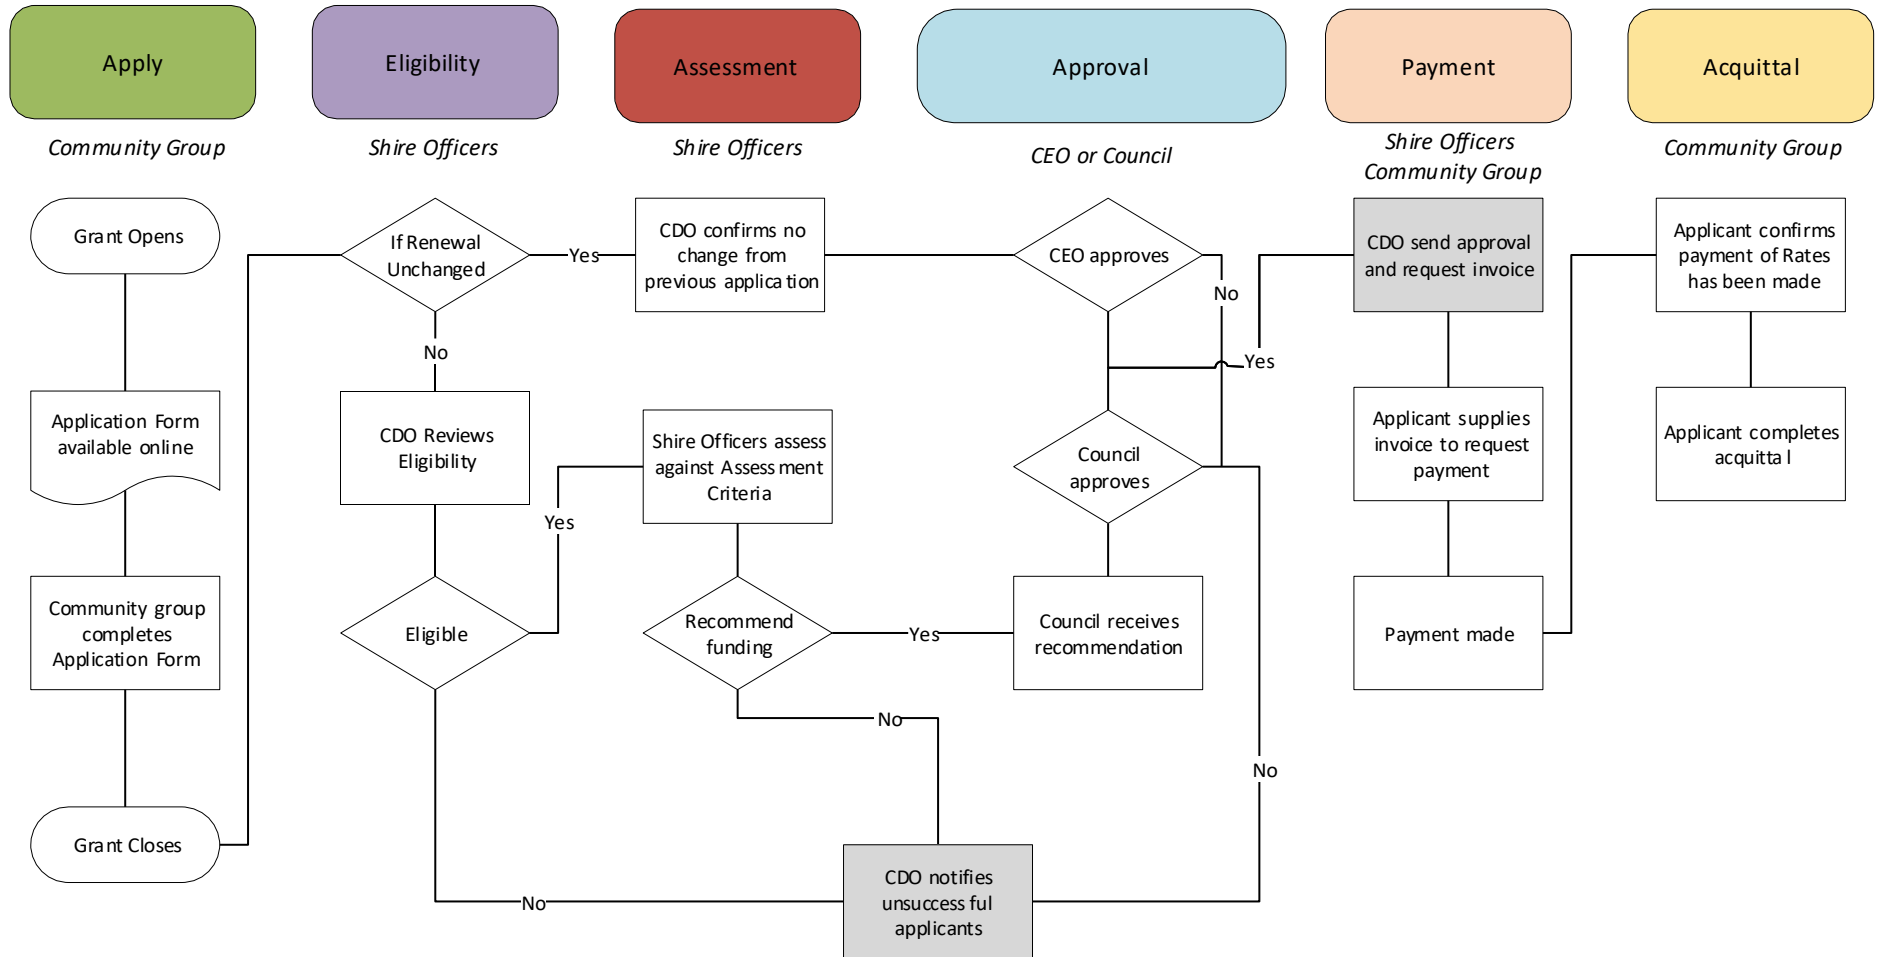 Apply
Eligibility
Assessment
Approval
Payment
Acquittal
Community Group
Shire Officers
Shire Officers
CEO or Council
Shire Officers
Community Group
Community Group
Grant Opens
Application Form
available online
Community group
completes
Application Form
Grant Closes
If Renewal
Unchanged
Yes
No
CDO Reviews
Eligibility
Eligible
Yes
No
CDO confirms no
change from
previous application
Shire Officers assess
against Assessment
Criteria
Recommend
funding
Yes
No
CDO notifies
unsuccessful
applicants
CEO approves
No
Yes
Council
approves
Council receives
recommendation
No
CDO send approval
and request invoice
Applicant supplies
invoice to request
payment
Payment made
Applicant confirms
payment of Rates
has been made
Applicant completes
acquittal